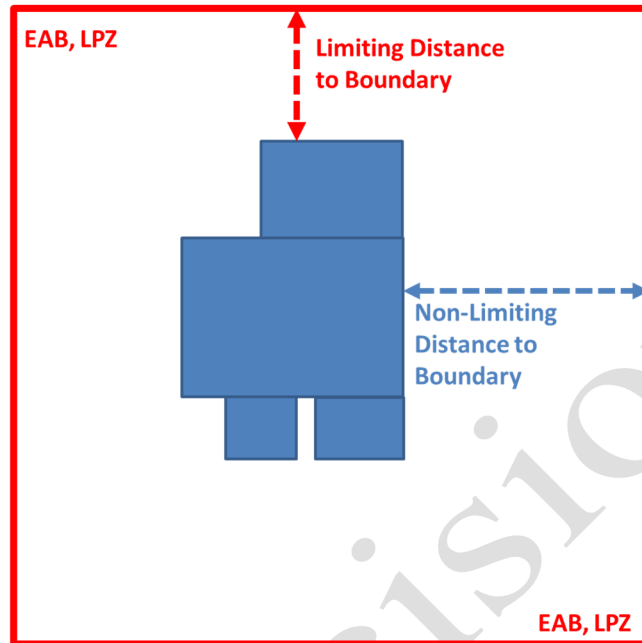 EAB, LPZ
Limiting Distance
to Boundary
Non-Limiting
Distance to
Boundary
EAB, LPZ